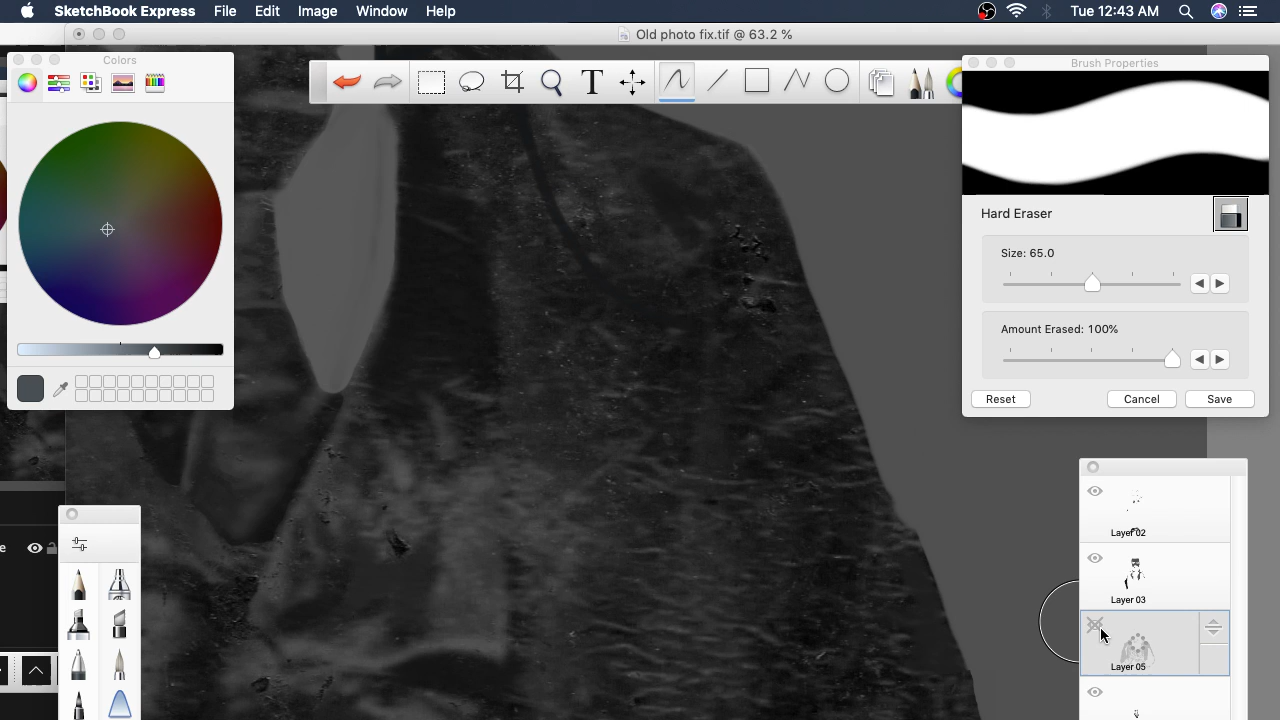 SketchBook Express File Edit Image Window Help Tue 12:43 AM
Old photo fix.tif @ 63.2 %
Colors
T
Brush Properties
Hard Eraser
Size: 65.0
Amount Erased: 100%
Reset Cancel Save
Layer 02
Layer 03
Layer 05
e